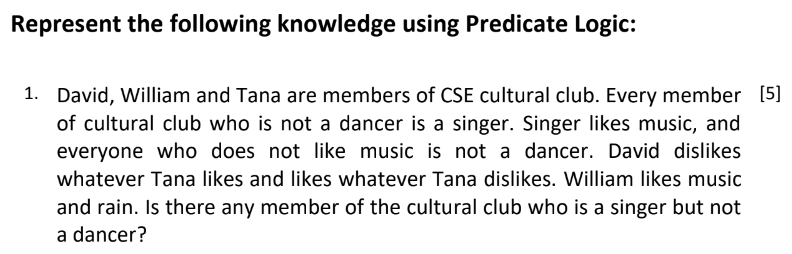 Represent the following knowledge using Predicate Logic:
1. David, William and Tana are members of CSE cultural club. Every member [5]
of cultural club who is not a dancer is a singer. Singer likes music, and
everyone who does not like music is not a dancer. David dislikes
whatever Tana likes and likes whatever Tana dislikes. William likes music
and rain. Is there any member of the cultural club who is a singer but not
a dancer?